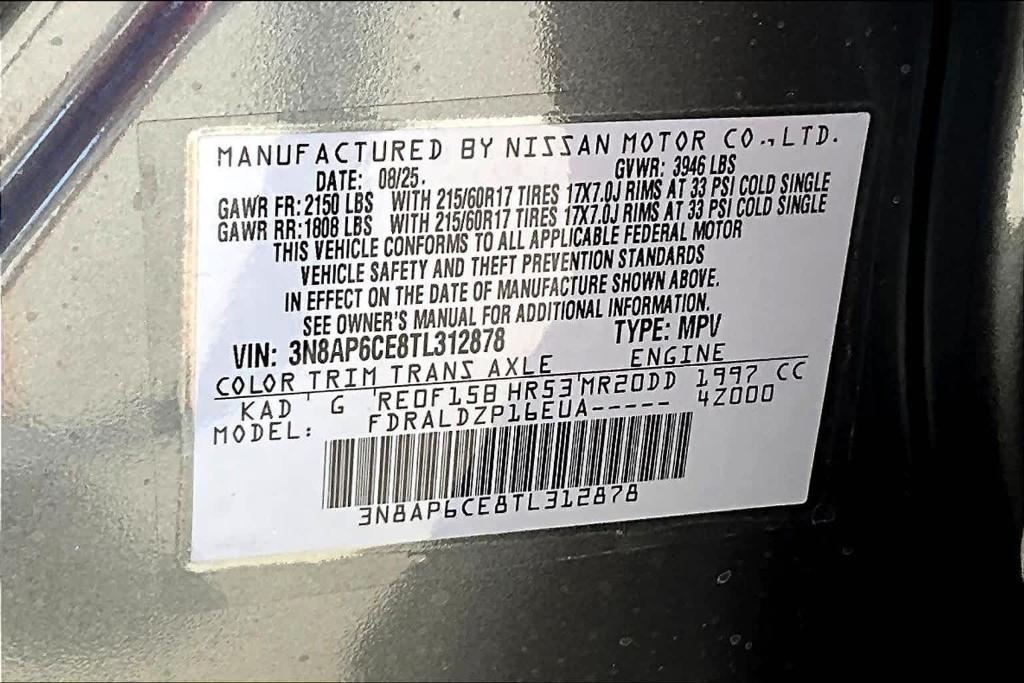 MANUFACTURED BY NISSAN MOTOR CO.,LTD.
DATE: 08/25. GVWR: 3946 LBS
GAWR FR: 2150 LBS WITH 215/60R17 TIRES 17X7.0J RIMS AT 33 PSI COLD SINGLE
GAWR RR: 1808 LBS WITH 215/60R17 TIRES 17X7.0J RIMS AT 33 PSI COLD SINGLE
THIS VEHICLE CONFORMS TO ALL APPLICABLE FEDERAL MOTOR
VEHICLE SAFETY AND THEFT PREVENTION STANDARDS
IN EFFECT ON THE DATE OF MANUFACTURE SHOWN ABOVE.
SEE OWNER'S MANUAL FOR ADDITIONAL INFORMATION.
VIN: 3N8AP6CE8TL312878 TYPE: MPV
COLOR TRIM TRANS AXLE ENGINE
KAD G RE0F15B HR53 MR20DD 1997 CC
MODEL: FDRALDZP16EUA----- 4Z000
3N8AP6CE8TL312878